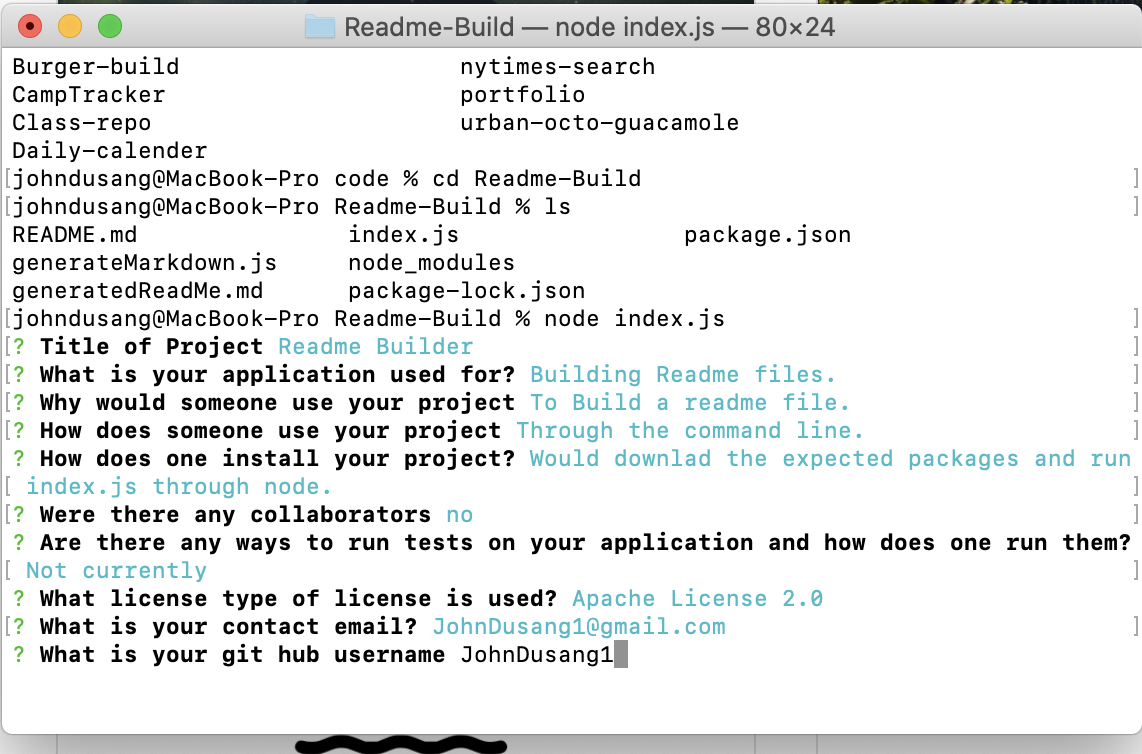 Readme-Build — node index.js — 80×24
Burger-build nytimes-search
CampTracker portfolio
Class-repo urban-octo-guacamole
Daily-calender
[johndusang@MacBook-Pro code % cd Readme-Build ]
[johndusang@MacBook-Pro Readme-Build % ls ]
README.md index.js package.json
generateMarkdown.js node_modules
generatedReadMe.md package-lock.json
[johndusang@MacBook-Pro Readme-Build % node index.js ]
[? Title of Project Readme Builder ]
[? What is your application used for? Building Readme files. ]
[? Why would someone use your project To Build a readme file. ]
[? How does someone use your project Through the command line. ]
? How does one install your project? Would downlad the expected packages and run
[ index.js through node. ]
[? Were there any collaborators no ]
? Are there any ways to run tests on your application and how does one run them?
[ Not currently ]
? What license type of license is used? Apache License 2.0
[? What is your contact email? JohnDusang1@gmail.com ]
? What is your git hub username JohnDusang1